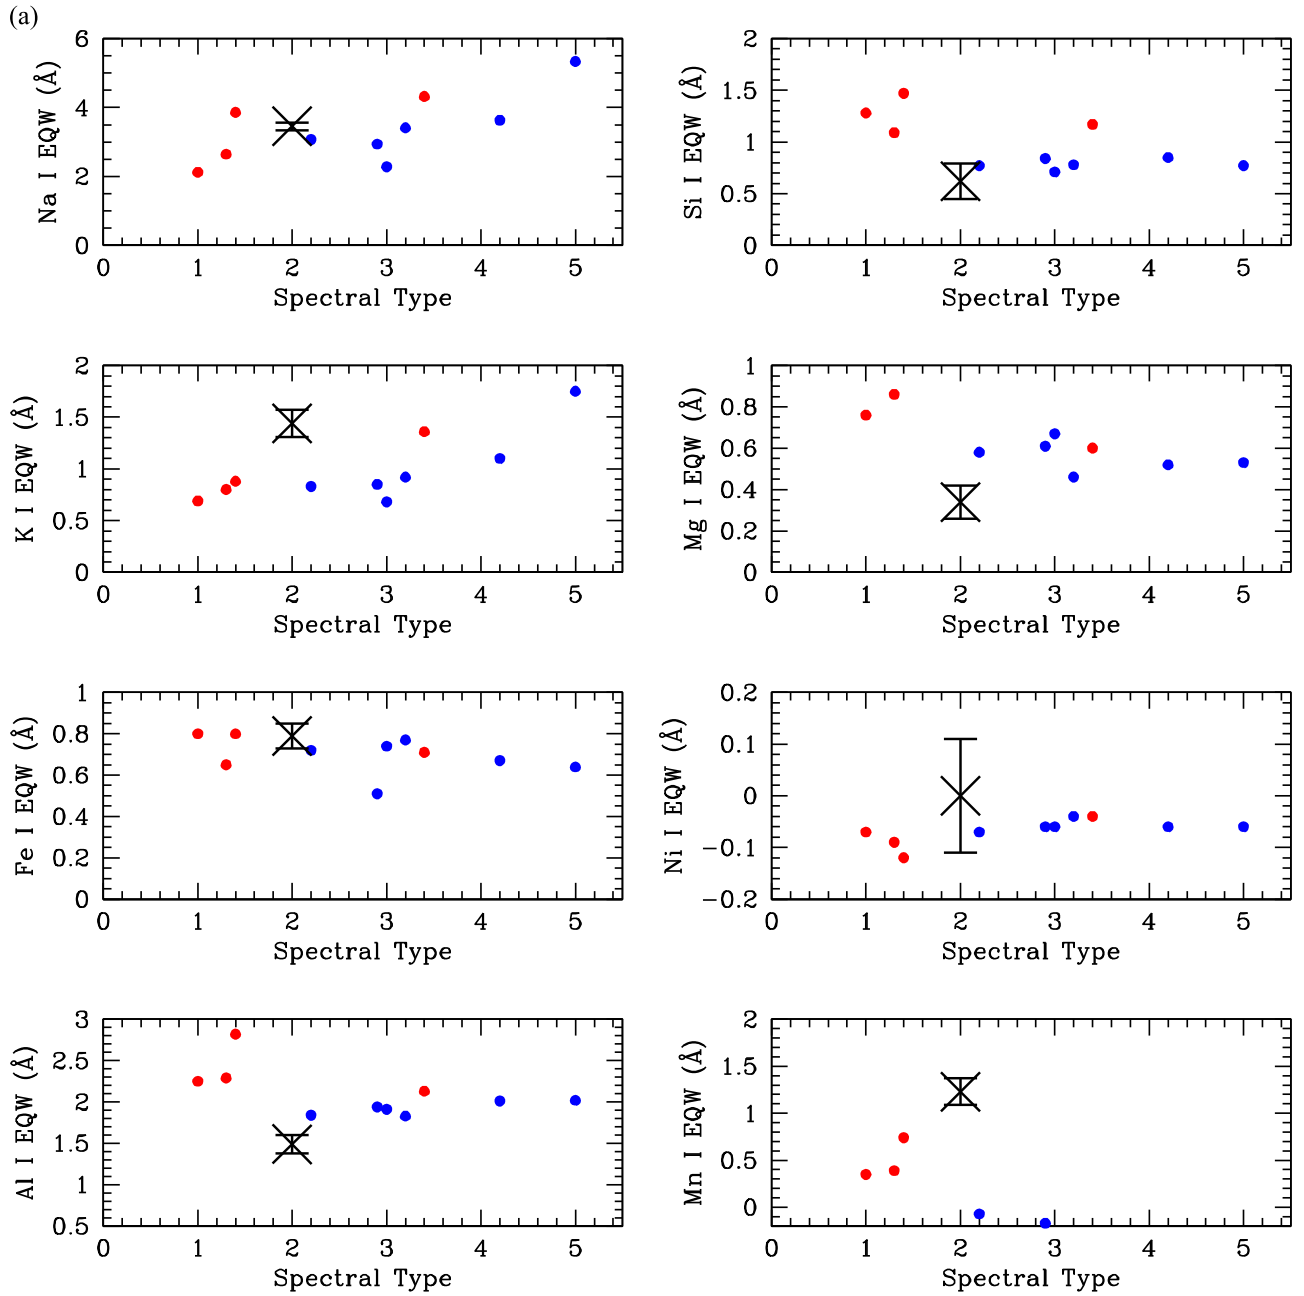 (a)
Na I EQW (Å)
6
4
2
0
0 1 2 3 4 5
Spectral Type
Si I EQW (Å)
2
1.5
1
0.5
0
0 1 2 3 4 5
Spectral Type
K I EQW (Å)
2
1.5
1
0.5
0
0 1 2 3 4 5
Spectral Type
Mg I EQW (Å)
1
0.8
0.6
0.4
0.2
0
0 1 2 3 4 5
Spectral Type
Fe I EQW (Å)
1
0.8
0.6
0.4
0.2
0
0 1 2 3 4 5
Spectral Type
Ni I EQW (Å)
0.2
0.1
0
−0.1
−0.2
0 1 2 3 4 5
Spectral Type
Al I EQW (Å)
3
2.5
2
1.5
1
0.5
0 1 2 3 4 5
Spectral Type
Mn I EQW (Å)
2
1.5
1
0.5
0
0 1 2 3 4 5
Spectral Type